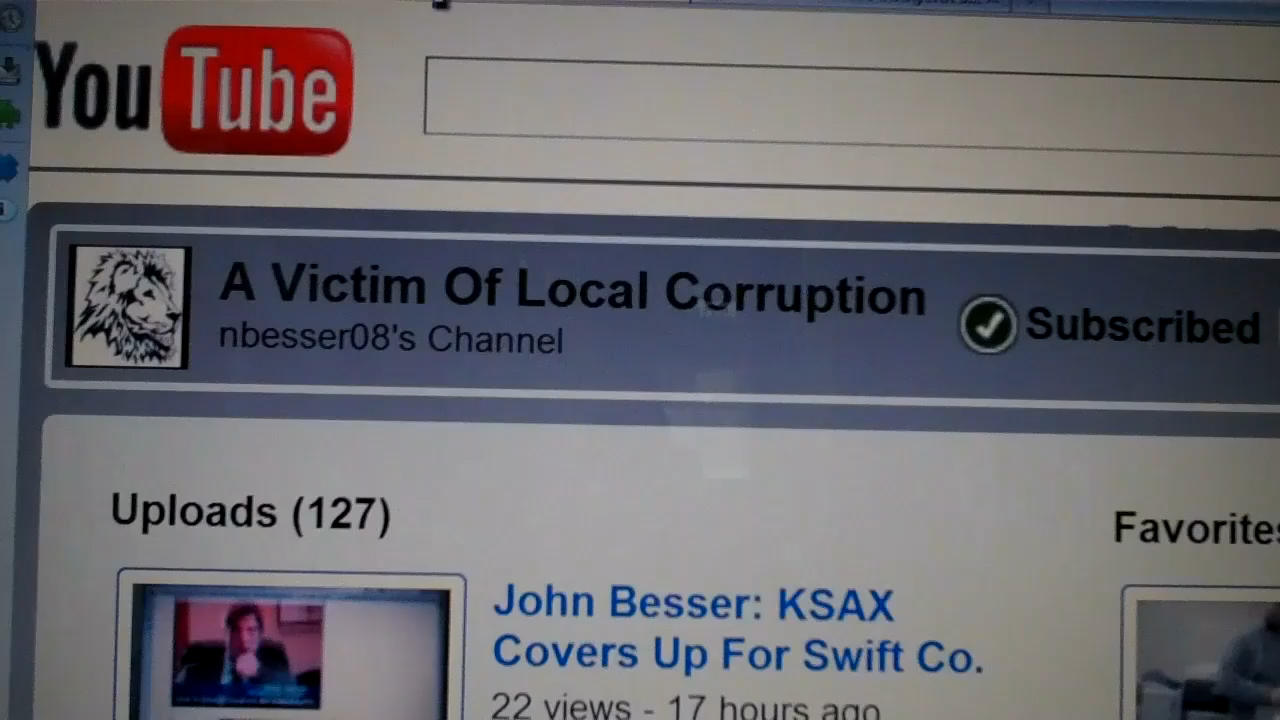 YouTube
A Victim Of Local Corruption
nbesser08's Channel
Subscribed
Uploads (127)
Favorites
John Besser: KSAX
Covers Up For Swift Co.
22 views - 17 hours ago